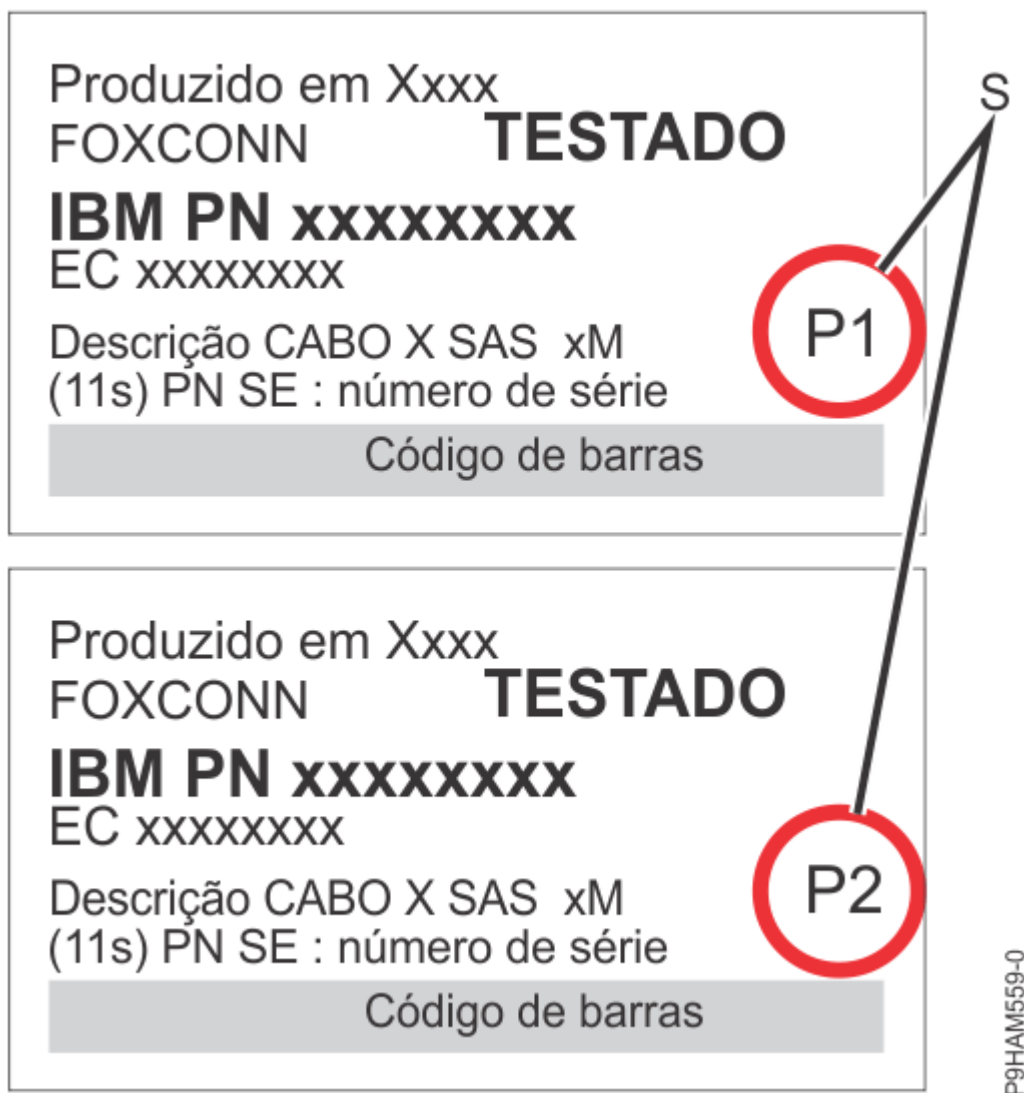 S
Produzido em Xxxx
FOXCONN TESTADO
IBM PN xxxxxxxx
EC xxxxxxxx
P1
Descrição CABO X SAS xM
(11s) PN SE : número de série
Código de barras
Produzido em Xxxx
FOXCONN TESTADO
IBM PN xxxxxxxx
EC xxxxxxxx
P2
Descrição CABO X SAS xM
(11s) PN SE : número de série
Código de barras
P9HAM559-0